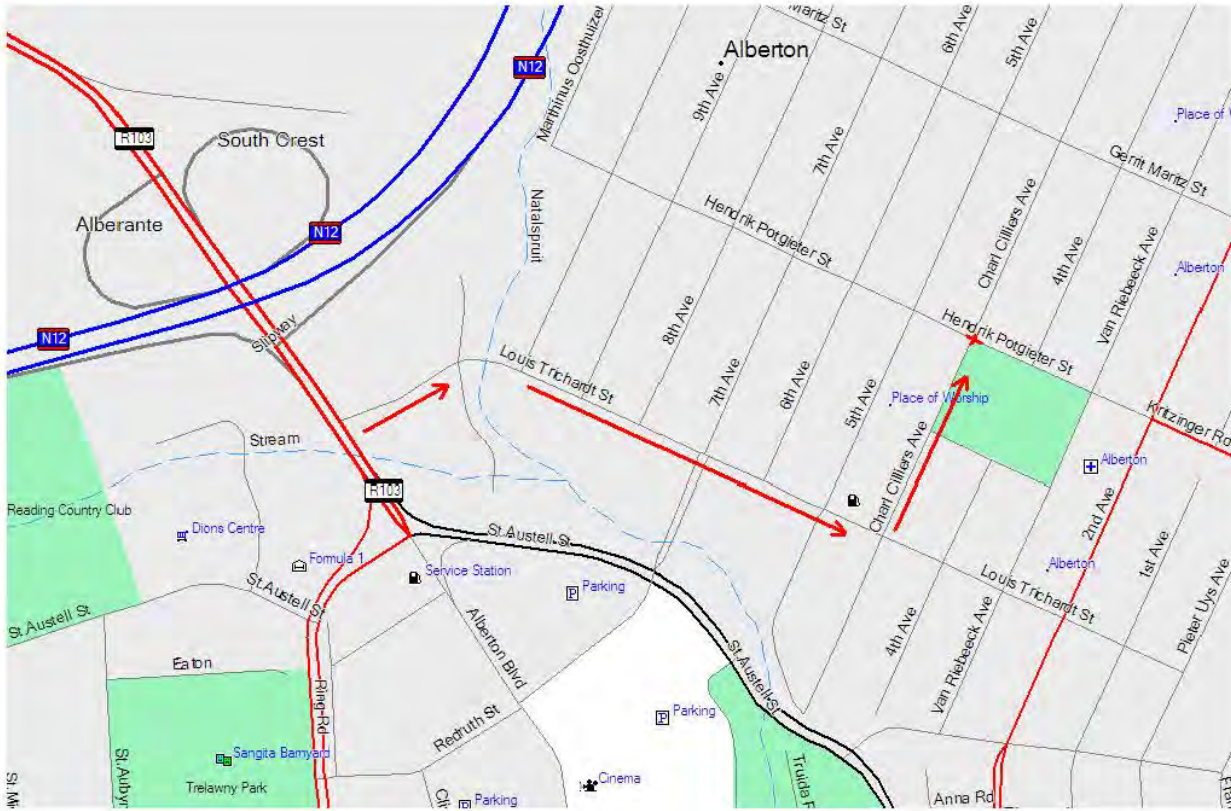 Maritz St
6th Ave
5th Ave
N12
Marthinus Oosthuizen
Alberton
9th Ave
R103
South Crest
7th Ave
Place of
Gerrit Maritz St
Natalspruit
Hendrik Potgieter St
Charl Cilliers Ave
Alberante
N12
4th Ave
Van Riebeeck Ave
Alberton
N12
Slipway
8th Ave
Hendrik Potgieter St
Louis Trichardt St
7th Ave
6th Ave
5th Ave
Place of Worship
Kritzinger Ro
Stream
Charl Cilliers Ave
Alberton
R103
2nd Ave
Reading Country Club
Dions Centre
St.Austell St
Formula 1
Service Station
Parking
P
Alberton
1st Ave
Louis Trichardt St
St.Austell St
St.Austell St
Alberton Blvd
4th Ave
Van Riebeeck Ave
Pieter Uys Ave
Eaton
St.Austell St
Ring Rd
Redruth St
Parking
P
Sangita Barnyard
Trelawny Park
St.Aubyn
St.M
Cinema
Parking
P
Cli
Truida R
Anna Rd